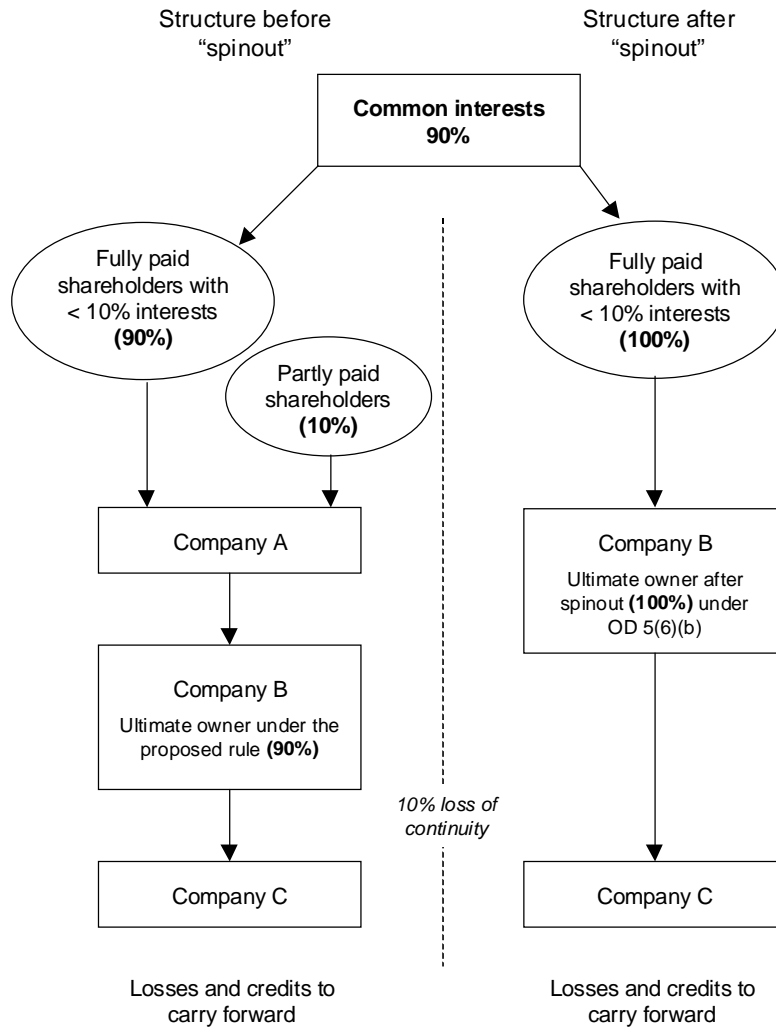 Structure before
“spinout”
Structure after
“spinout”
Common interests
90%
Fully paid
shareholders with
< 10% interests
(90%)
Partly paid
shareholders
(10%)
Fully paid
shareholders with
< 10% interests
(100%)
Company A
Company B
Ultimate owner under the
proposed rule (90%)
Company B
Ultimate owner after
spinout (100%) under
OD 5(6)(b)
10% loss of
continuity
Company C
Company C
Losses and credits to
carry forward
Losses and credits to
carry forward